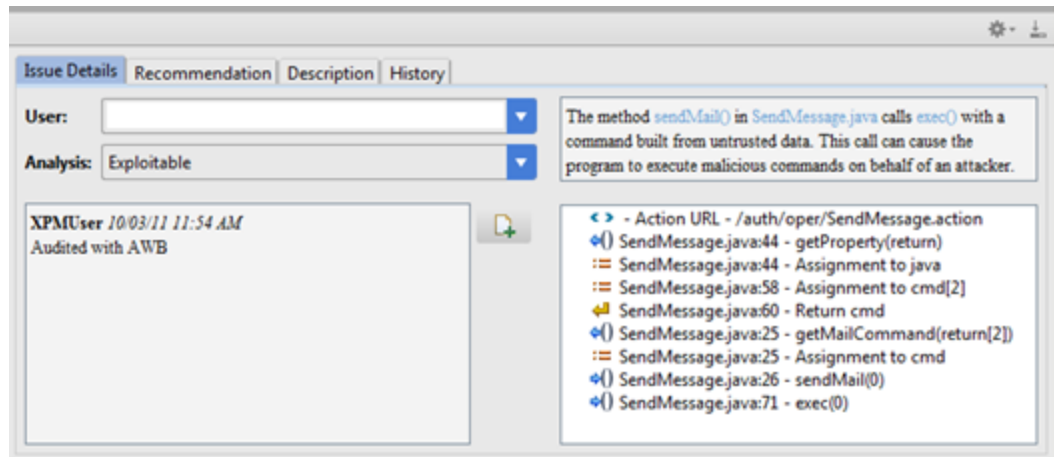 Issue Details Recommendation Description History
User:
Analysis: Exploitable
The method sendMail() in SendMessage.java calls exec() with a
command built from untrusted data. This call can cause the
program to execute malicious commands on behalf of an attacker.
XPMUser 10/03/11 11:54 AM
Audited with AWB
- Action URL - /auth/oper/SendMessage.action
SendMessage.java:44 - getProperty(return)
SendMessage.java:44 - Assignment to java
SendMessage.java:58 - Assignment to cmd[2]
SendMessage.java:60 - Return cmd
SendMessage.java:25 - getMailCommand(return[2])
SendMessage.java:25 - Assignment to cmd
SendMessage.java:26 - sendMail(0)
SendMessage.java:71 - exec(0)